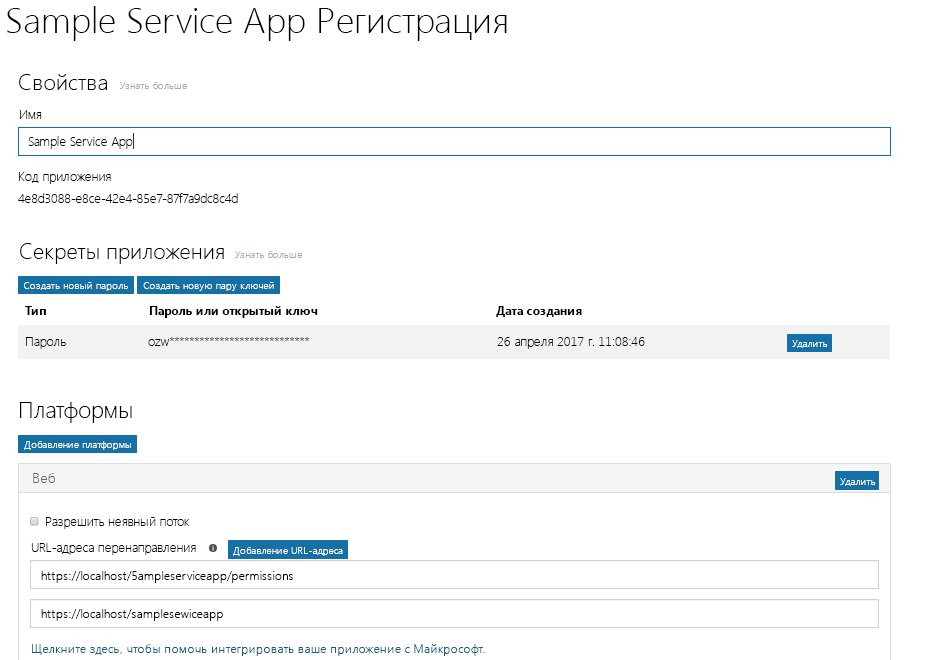 Sample Service App Регистрация
Свойства Узнать больше
Имя
Sample Service App
Код приложения
4e8d3088-e8ce-42e4-85e7-87f7a9dc8c4d
Секреты приложения Узнать больше
Создать новый пароль Создать новую пару ключей
Тип Пароль или открытый ключ Дата создания
Пароль ozw**************************** 26 апреля 2017 г. 11:08:46 Удалить
Платформы
Добавление платформы
Веб Удалить
Разрешить неявный поток
URL-адреса перенаправления Добавление URL-адреса
https://localhost/5ampleserviceapp/permissions
https://localhost/samplesewiceapp
Щелкните здесь, чтобы помочь интегрировать ваше приложение с Майкрософт.